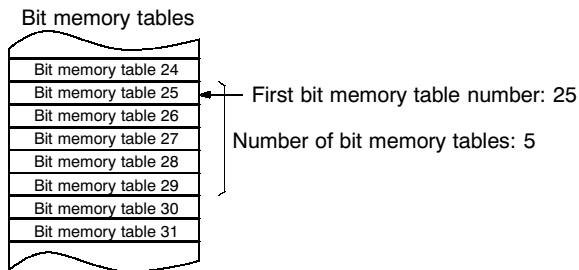 Bit memory tables
Bit memory table 24
Bit memory table 25
First bit memory table number: 25
Bit memory table 26
Bit memory table 27
Number of bit memory tables: 5
Bit memory table 28
Bit memory table 29
Bit memory table 30
Bit memory table 31